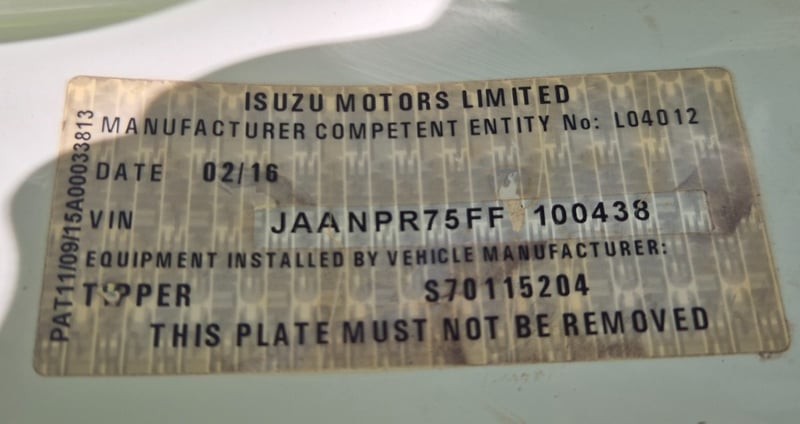 ISUZU MOTORS LIMITED
MANUFACTURER COMPETENT ENTITY No: L04012
DATE 02/16
VIN JAANPR75FF 100438
EQUIPMENT INSTALLED BY VEHICLE MANUFACTURER:
TIPPER S70115204
THIS PLATE MUST NOT BE REMOVED
PAT11/09/15A00033813